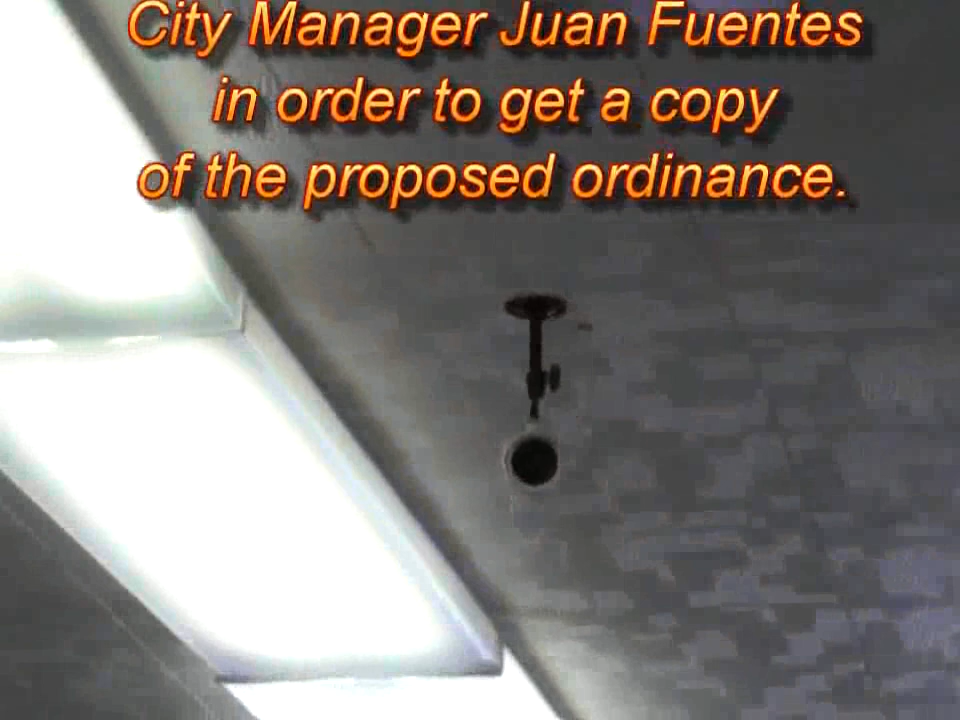 City Manager Juan Fuentes
in order to get a copy
of the proposed ordinance.